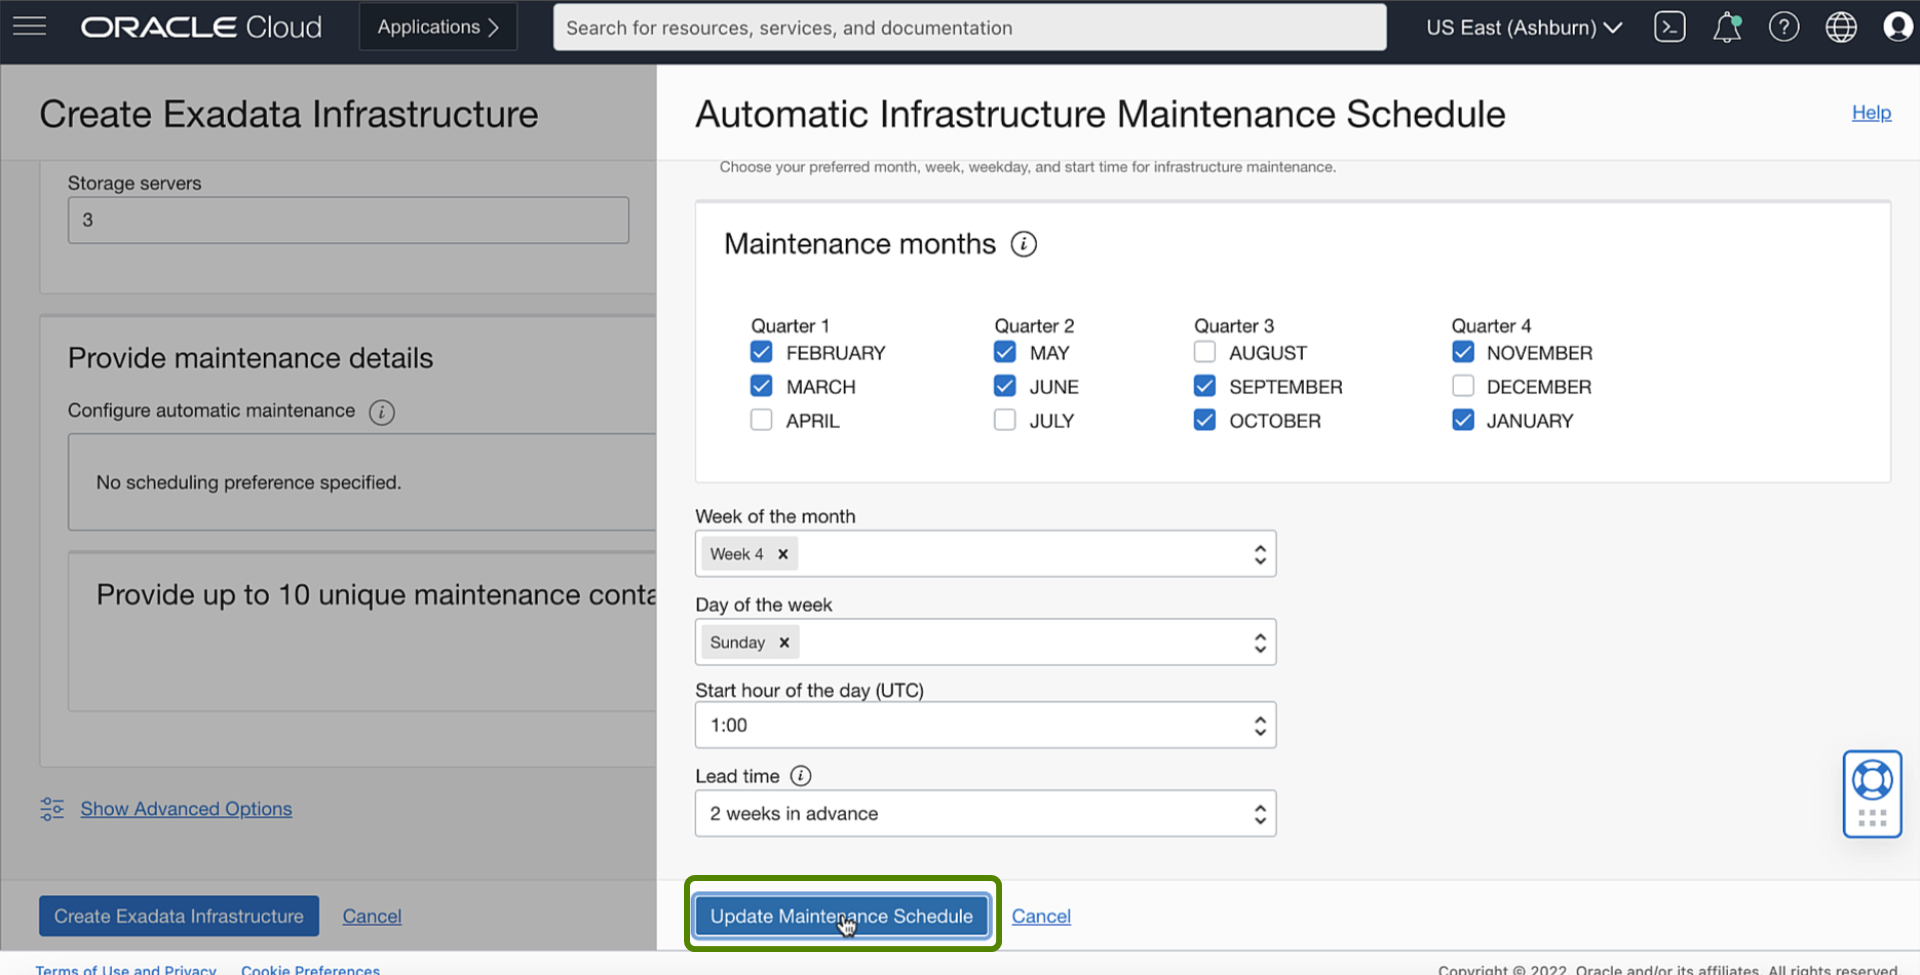 ORACLE Cloud
Applications
Search for resources, services, and documentation
US East (Ashburn)
Create Exadata Infrastructure
Storage servers
3
Provide maintenance details
Configure automatic maintenance
No scheduling preference specified.
Provide up to 10 unique maintenance conta
Show Advanced Options
Create Exadata Infrastructure
Cancel
Automatic Infrastructure Maintenance Schedule
Help
Choose your preferred month, week, weekday, and start time for infrastructure maintenance.
Maintenance months
Quarter 1
FEBRUARY
MARCH
APRIL
Quarter 2
MAY
JUNE
JULY
Quarter 3
AUGUST
SEPTEMBER
OCTOBER
Quarter 4
NOVEMBER
DECEMBER
JANUARY
Week of the month
Week 4
Day of the week
Sunday
Start hour of the day (UTC)
1:00
Lead time
2 weeks in advance
Update Maintenance Schedule
Cancel
Terms of Use and Privacy
Cookie Preferences
Copyright © 2022, Oracle and/or its affiliates. All rights reserved.